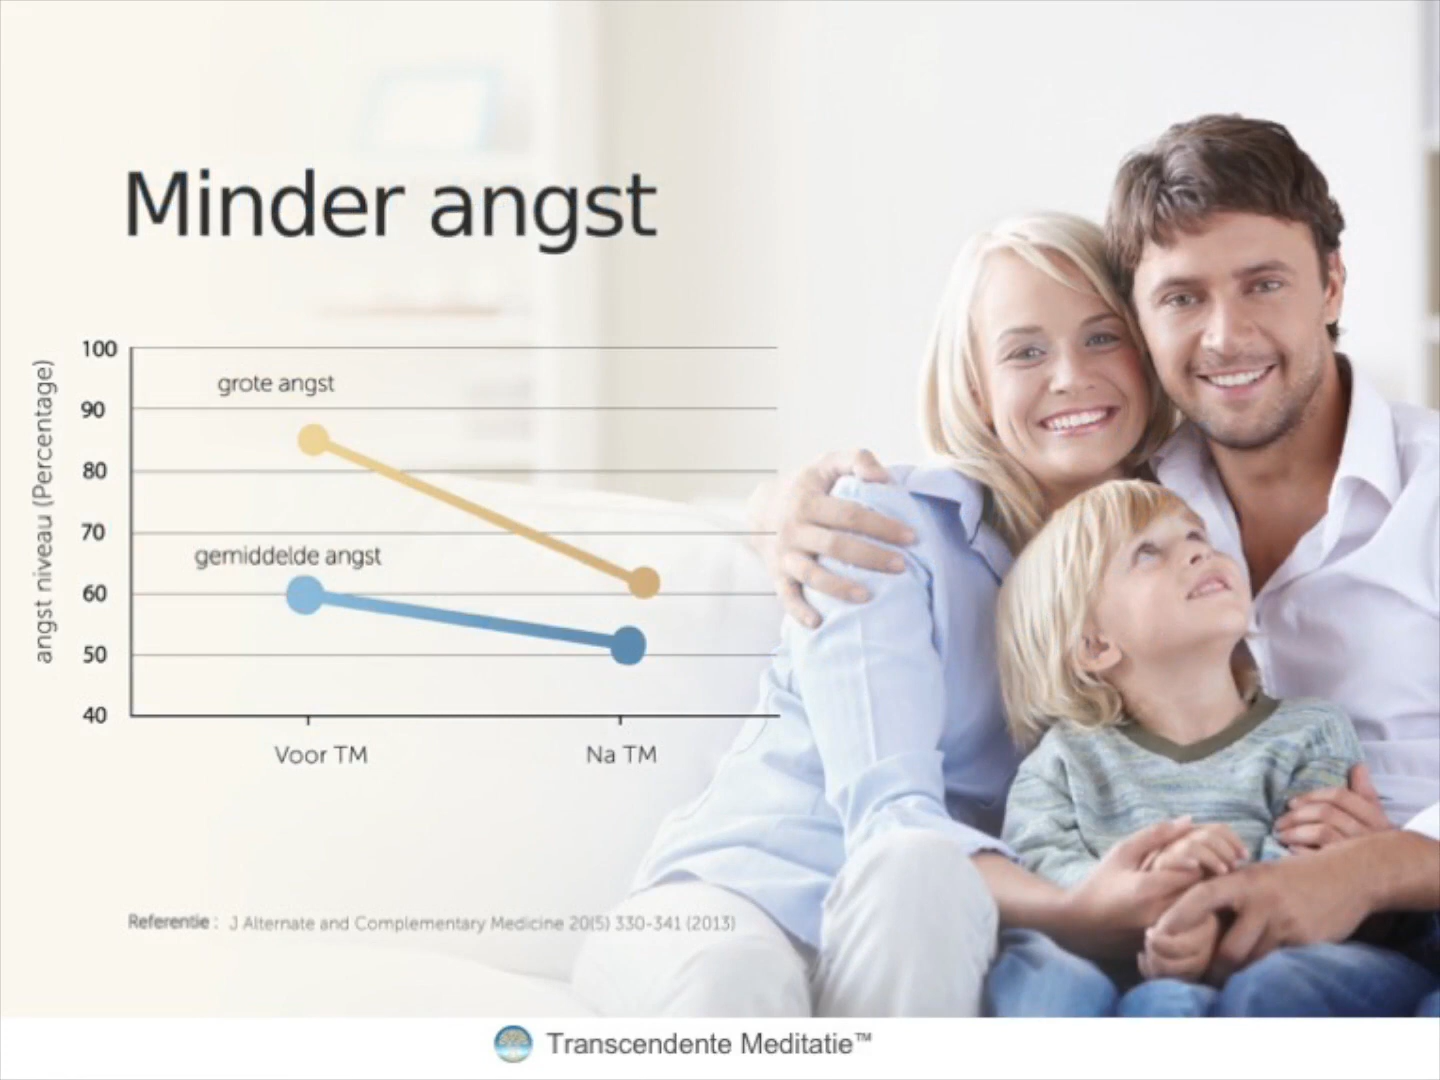 Minder angst
angst niveau (Percentage)
100
grote angst
90
80
70
gemiddelde angst
60
50
40
Voor TM
Na TM
Referentie : J Alternate and Complementary Medicine 20(5) 330-341 (2013)
Transcendente Meditatie™